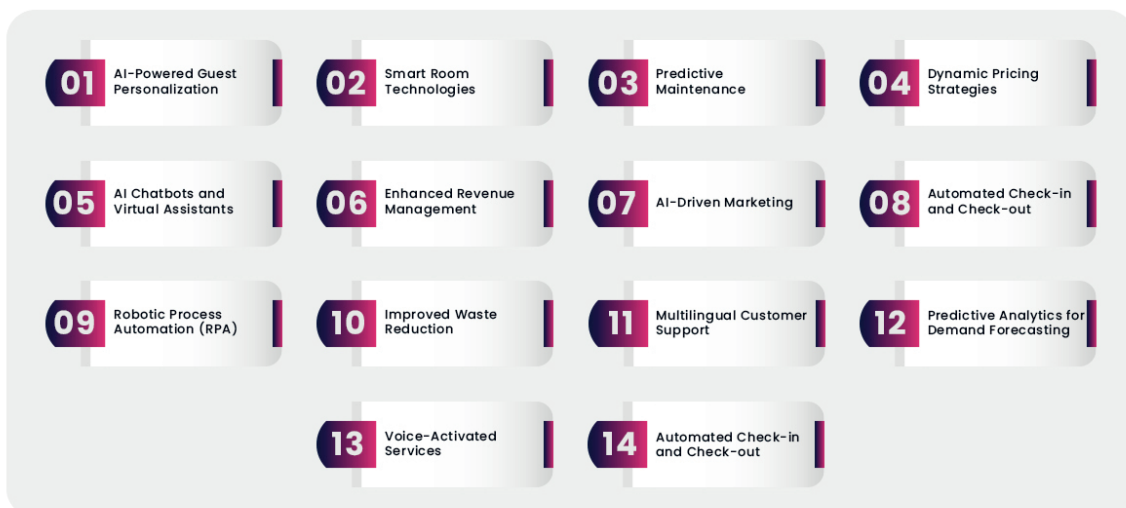 01 AI-Powered Guest
Personalization
02 Smart Room
Technologies
03 Predictive
Maintenance
04 Dynamic Pricing
Strategies
05 AI Chatbots and
Virtual Assistants
06 Enhanced Revenue
Management
07 AI-Driven Marketing
08 Automated Check-in
and Check-out
09 Robotic Process
Automation (RPA)
10 Improved Waste
Reduction
11 Multilingual Customer
Support
12 Predictive Analytics for
Demand Forecasting
13 Voice-Activated
Services
14 Automated Check-in
and Check-out